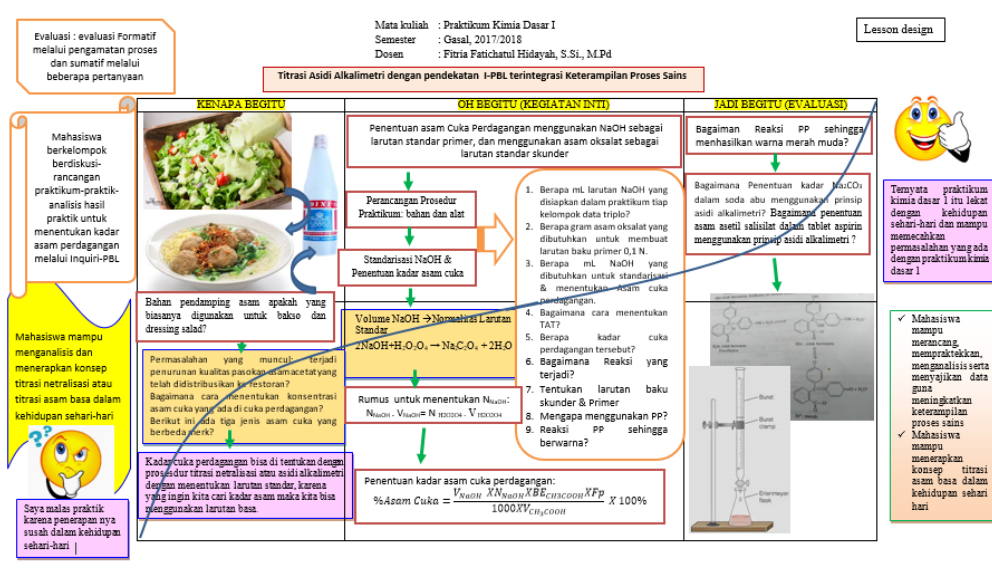 Mata kuliah : Praktikum Kimia Dasar I
Semester : Gasal, 2017/2018
Dosen : Fitria Fatichatul Hidayah, S.Si., M.Pd
Lesson design
Evaluasi : evaluasi Formatif
melalui pengamatan proses
dan sumatif melalui
beberapa pertanyaan
Titrasi Asidi Alkalimetri dengan pendekatan I-PBL terintegrasi Keterampilan Proses Sains
KENAPA BEGITU
OH BEGITU (KEGIATAN INTI)
JADI BEGITU (EVALUASI)
Mahasiswa
berkelompok
berdiskusi-
rancangan
praktikum-praktik-
analisis hasil
praktik untuk
menentukan kadar
asam perdagangan
melalui Inquiri-PBL
Mahasiswa mampu
menganalisis dan
menerapkan konsep
titrasi netralisasi atau
titrasi asam basa dalam
kehidupan sehari-hari
Saya malas praktik
karena penerapan nya
susah dalam kehidupan
sehari-hari
DIXI
Bahan pendamping asam apakah yang
biasanya digunakan untuk bakso dan
dressing salad?
Permasalahan yang muncul: terjadi
penurunan kualitas pasokan asam acetat yang
telah didistribusikan ke restoran?
Bagaimana cara menentukan konsentrasi
asam cuka yang ada di cuka perdagangan?
Berikut ini ada tiga jenis asam cuka yang
berbeda merk?
Kadar cuka perdagangan bisa di tentukan dengan
prosesdur titrasi netralisasi atau asidi alkalimetri
dengan menentukan larutan standar, karena
yang ingin kita cari kadar asam maka kita bisa
menggunakan larutan basa.
Penentuan asam Cuka Perdagangan menggunakan NaOH sebagai
larutan standar primer, dan menggunakan asam oksalat sebagai
larutan standar skunder
Perancangan Prosedur
Praktikum: bahan dan alat
Standarisasi NaOH &
Penentuan kadar asam cuka
Volume NaOH →Normalitas Larutan
Standar
2NaOH+H₂O₂O₄ → Na₂C₂O₄ + 2H₂O
Rumus untuk menentukan N NaOH:
N NaOH . V NaOH= N H2C2O4 . V H2C2O4
1. Berapa mL larutan NaOH yang
disiapkan dalam praktikum tiap
kelompok data triplo?
2. Berapa gram asam oksalat yang
dibutuhkan untuk membuat
larutan baku primer 0,1 N.
3. Berapa mL NaOH yang
dibutuhkan untuk standarisasi
& menentukan Asam cuka
perdagangan.
4. Bagaimana cara menentukan
TAT?
5. Berapa kadar cuka
perdagangan tersebut?
6. Bagaimana Reaksi yang
terjadi?
7. Tentukan larutan baku
skunder & Primer
8. Mengapa menggunakan PP?
9. Reaksi PP sehingga
berwarna?
Penentuan kadar asam cuka perdagangan:
%Asam Cuka = V_NaOH XN_NaOH XBE_CH3COOH XFp / 1000XV_CH3COOH X 100%
Bagaiman Reaksi PP sehingga
menhasilkan warna merah muda?
Bagaimana Penentuan kadar Na₂CO₃
dalam soda abu menggunakan prinsip
asidi alkalimetri? Bagaimana penentuan
asam asetil salisilat dalam tablet aspirin
menggunakan prinsip asidi alkalimetri ?
Buret
Buret
clamp
Erlenmeyer
flask
Ternyata praktikum
kimia dasar 1 itu lekat
dengan kehidupan
sehari-hari dan mampu
memecahkan
permasalahan yang ada
dengan praktikum kimia
dasar 1
✓ Mahasiswa
mampu
merancang,
mempraktekkan,
menganalisis serta
menyajikan data
guna
meningkatkan
keterampilan
proses sains
✓ Mahasiswa
mampu
menerapkan
konsep titrasi
asam basa dalam
kehidupan sehari
hari